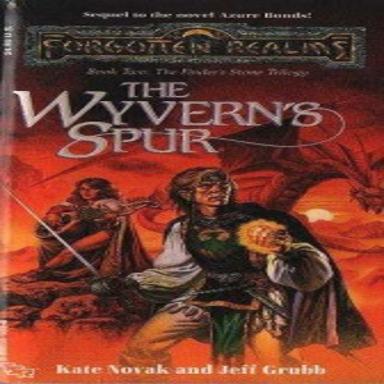 Sequel to the novel Azure Bonds!
FORGOTTEN REALMS
Book Two: The Finder's Stone Trilogy
THE
WYVERN'S
SPUR
Kate Novak and Jeff Grubb